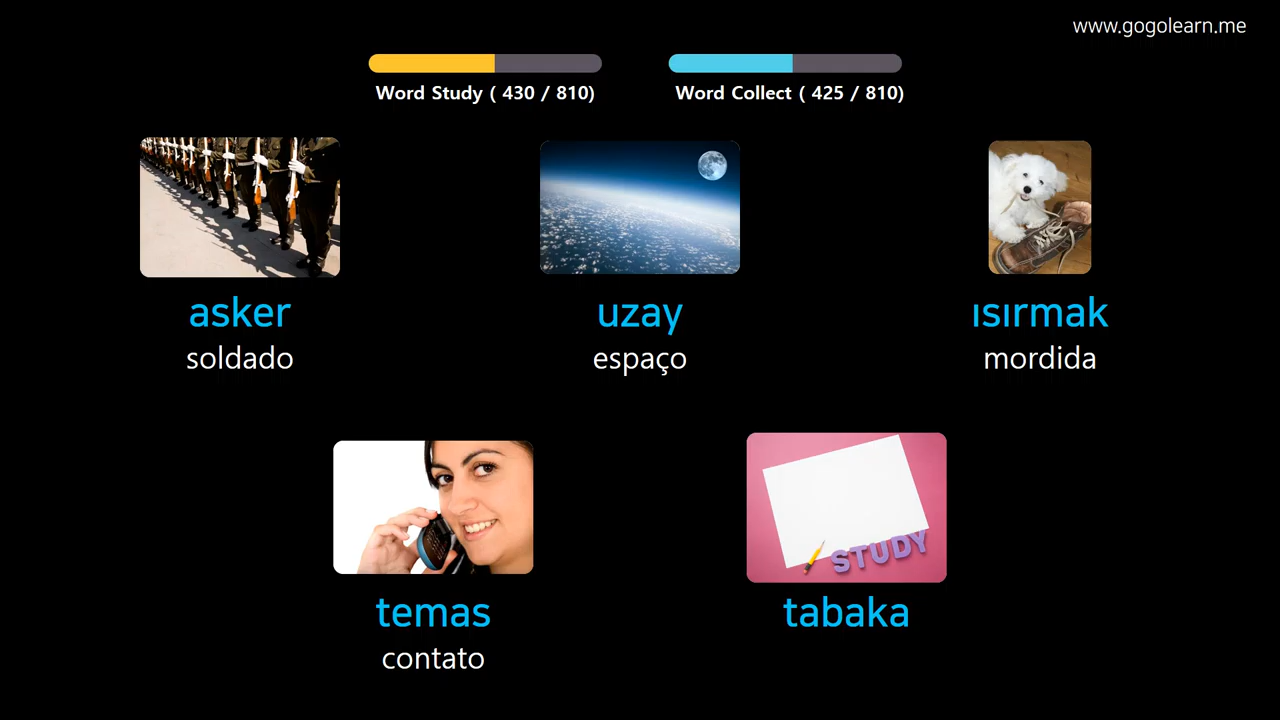 www.gogolearn.me
Word Study ( 430 / 810)
Word Collect ( 425 / 810)
asker
soldado
uzay
espaço
ısırmak
mordida
STUDY
temas
contato
tabaka